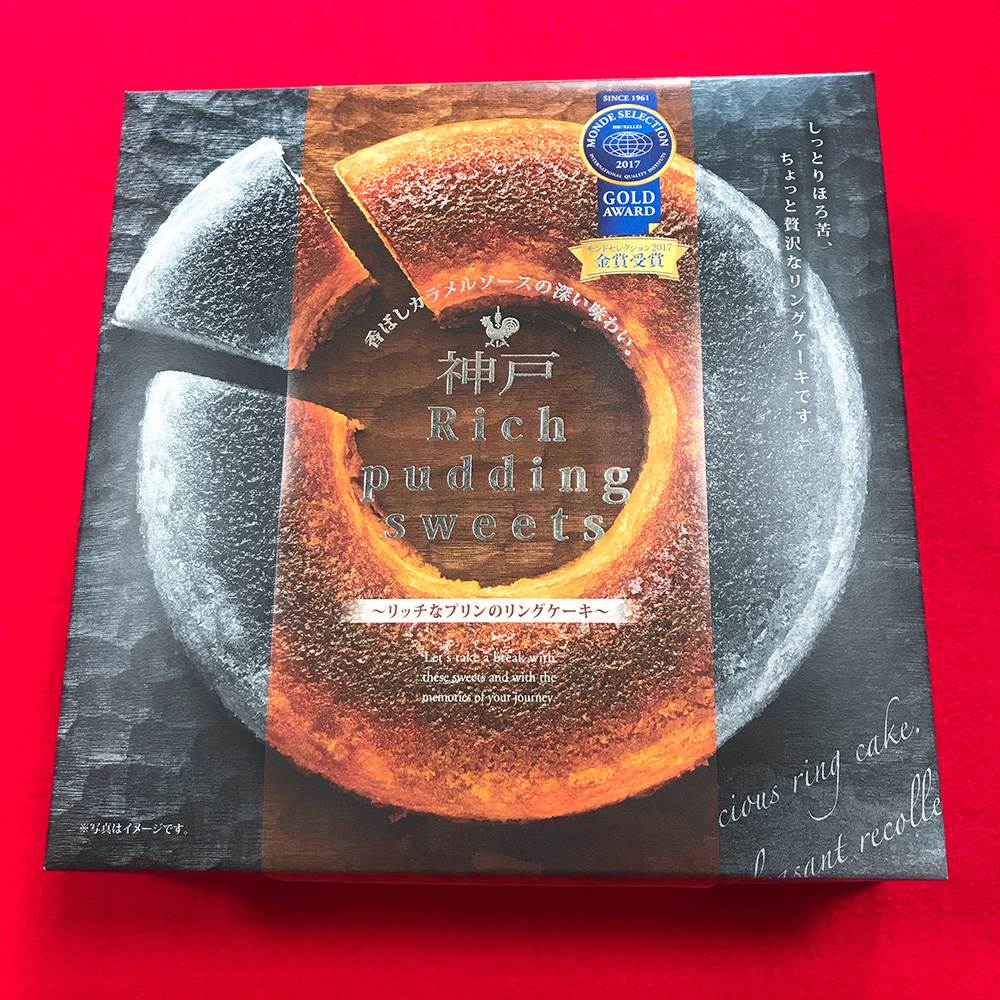 SINCE 1961
MONDE SELECTION
BRUXELLES
2017
INTERNATIONAL QUALITY INSTITUTE
GOLD
AWARD
モンドセレクション2017
金賞受賞
しっとりほろ苦、
ちょっと贅沢なリングケーキです。
香ばしカラメルソースの深い味わい。
神戸
Rich
pudding
sweets
～リッチなプリンのリングケーキ～
Let's take a break with
these sweets and with the
memories of your journey.
cious ring cake.
easant recolle
※写真はイメージです。